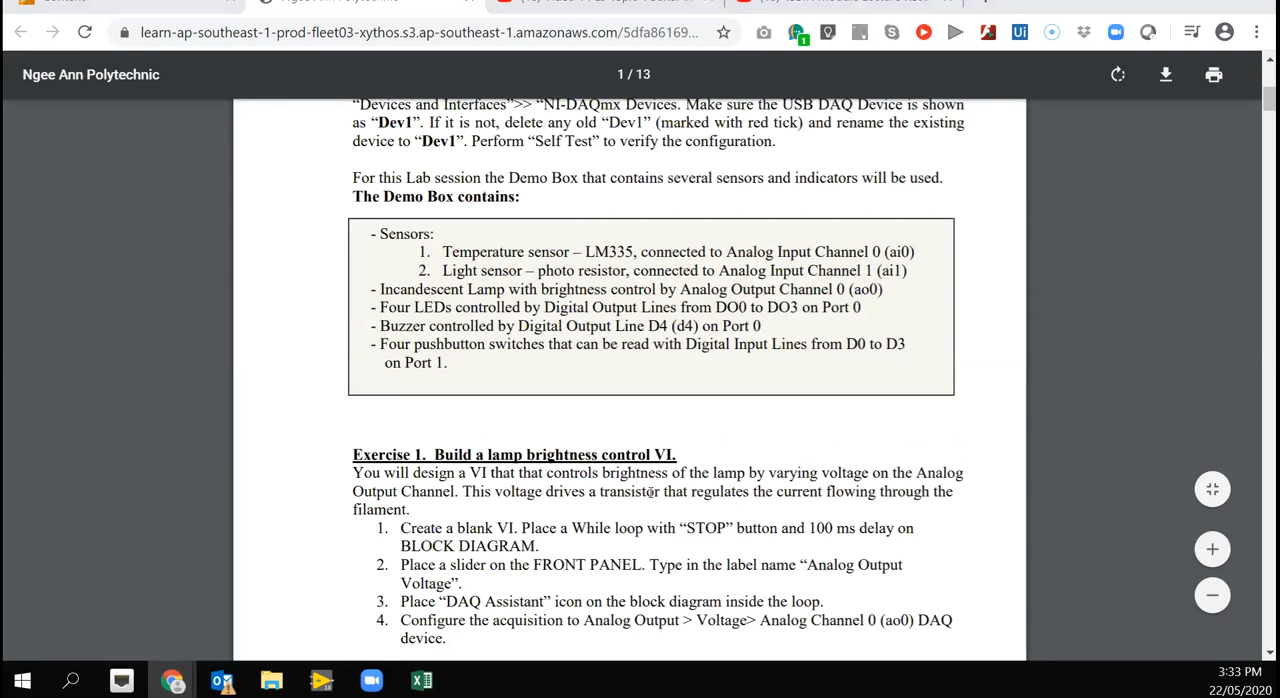 learn-ap-southeast-1-prod-fleet03-xythos.s3.ap-southeast-1.amazonaws.com/5dfa86169...
1
Ui
Ngee Ann Polytechnic
1 / 13
“Devices and Interfaces”>> “NI-DAQmx Devices. Make sure the USB DAQ Device is shown
as “Dev1”. If it is not, delete any old “Dev1” (marked with red tick) and rename the existing
device to “Dev1”. Perform “Self Test” to verify the configuration.
For this Lab session the Demo Box that contains several sensors and indicators will be used.
The Demo Box contains:
- Sensors:
1. Temperature sensor – LM335, connected to Analog Input Channel 0 (ai0)
2. Light sensor – photo resistor, connected to Analog Input Channel 1 (ai1)
- Incandescent Lamp with brightness control by Analog Output Channel 0 (ao0)
- Four LEDs controlled by Digital Output Lines from DO0 to DO3 on Port 0
- Buzzer controlled by Digital Output Line D4 (d4) on Port 0
- Four pushbutton switches that can be read with Digital Input Lines from D0 to D3
on Port 1.
Exercise 1. Build a lamp brightness control VI.
You will design a VI that that controls brightness of the lamp by varying voltage on the Analog
Output Channel. This voltage drives a transistor that regulates the current flowing through the
filament.
1. Create a blank VI. Place a While loop with “STOP” button and 100 ms delay on
BLOCK DIAGRAM.
2. Place a slider on the FRONT PANEL. Type in the label name “Analog Output
Voltage”.
3. Place “DAQ Assistant” icon on the block diagram inside the loop.
4. Configure the acquisition to Analog Output > Voltage> Analog Channel 0 (ao0) DAQ
device.
3:33 PM
22/05/2020